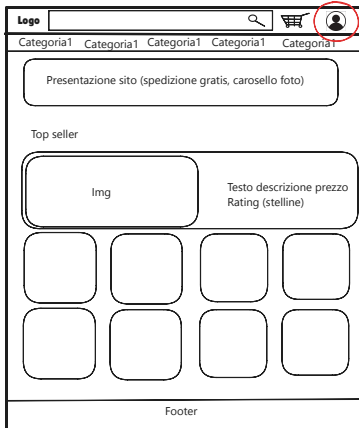 Logo
Categoria1 Categoria1 Categoria1 Categoria1 Categoria1
Presentazione sito (spedizione gratis, carosello foto)
Top seller
Img
Testo descrizione prezzo
Rating (stelline)
Footer